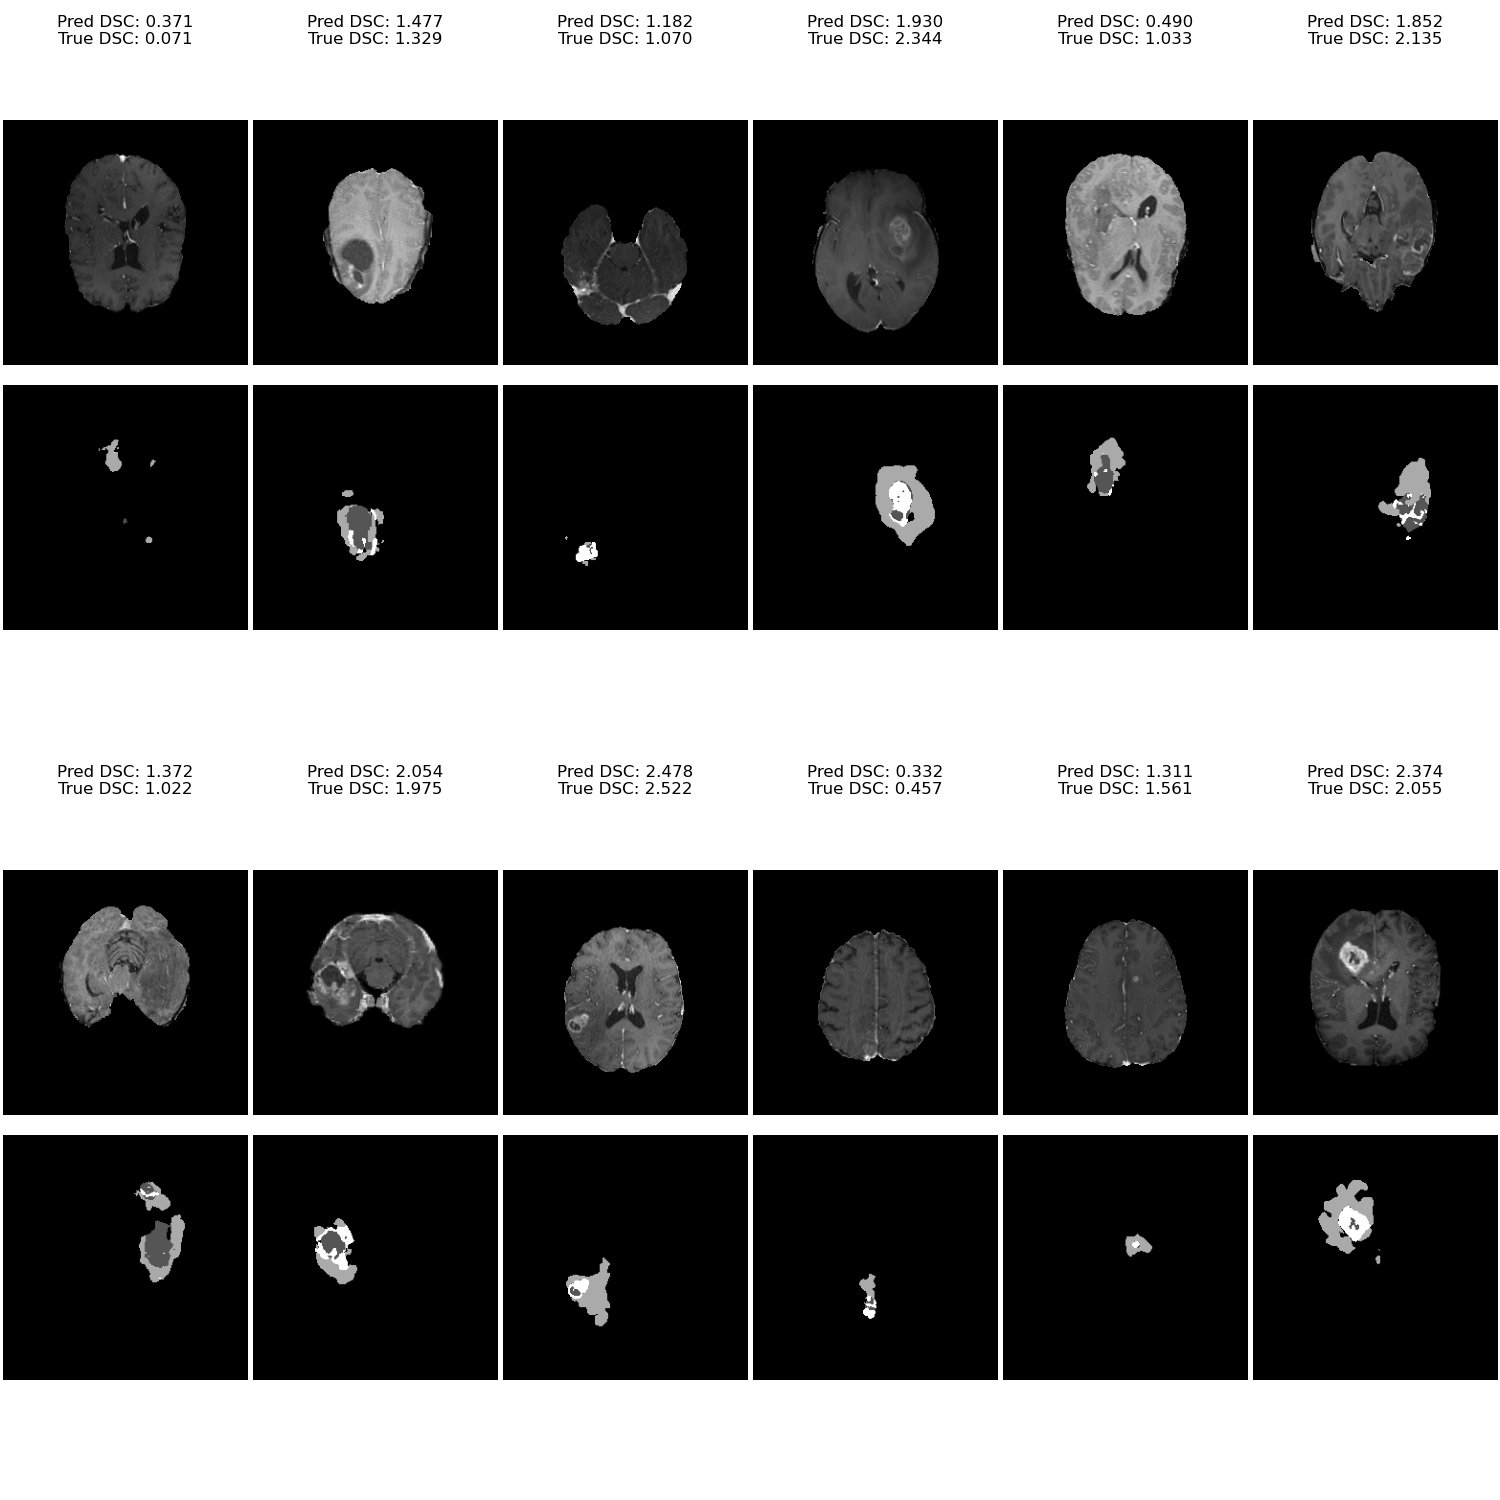 Pred DSC: 0.371
True DSC: 0.071
Pred DSC: 1.477
True DSC: 1.329
Pred DSC: 1.182
True DSC: 1.070
Pred DSC: 1.930
True DSC: 2.344
Pred DSC: 0.490
True DSC: 1.033
Pred DSC: 1.852
True DSC: 2.135
Pred DSC: 1.372
True DSC: 1.022
Pred DSC: 2.054
True DSC: 1.975
Pred DSC: 2.478
True DSC: 2.522
Pred DSC: 0.332
True DSC: 0.457
Pred DSC: 1.311
True DSC: 1.561
Pred DSC: 2.374
True DSC: 2.055